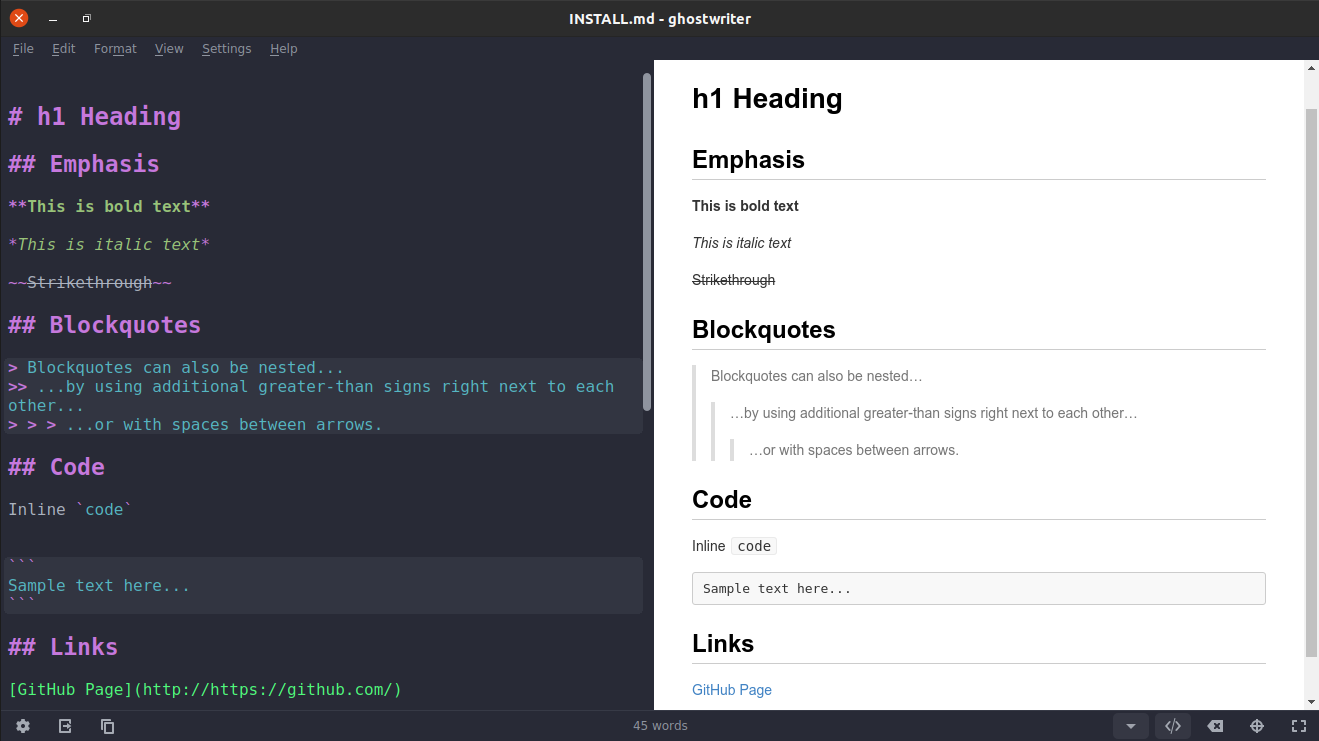 INSTALL.md - ghostwriter
File Edit Format View Settings Help
# h1 Heading
## Emphasis
**This is bold text**
*This is italic text*
~~Strikethrough~~
## Blockquotes
> Blockquotes can also be nested...
>> ...by using additional greater-than signs right next to each
other...
> > > ...or with spaces between arrows.
## Code
Inline `code`
```
Sample text here...
```
## Links
[GitHub Page](http://https://github.com/)
h1 Heading
Emphasis
This is bold text
This is italic text
Strikethrough
Blockquotes
Blockquotes can also be nested…
…by using additional greater-than signs right next to each other…
…or with spaces between arrows.
Code
Inline code
Sample text here...
Links
GitHub Page
45 words